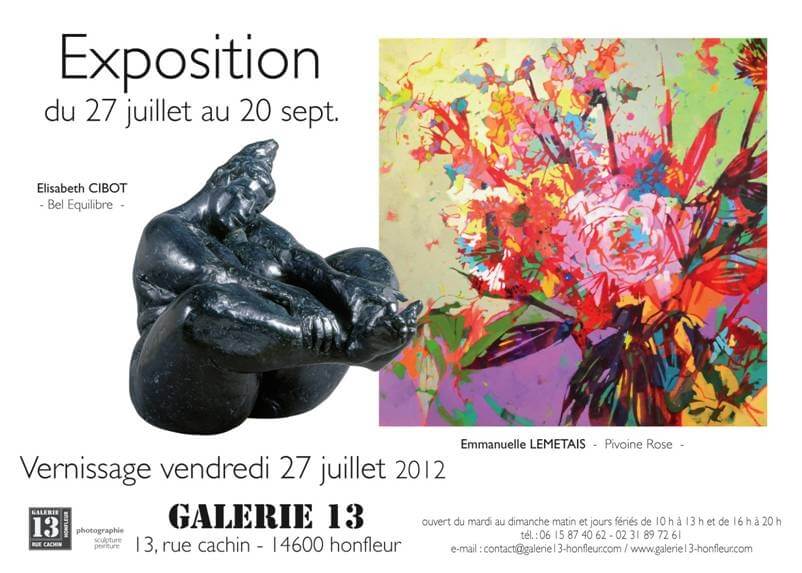 Exposition
du 27 juillet au 20 sept.
Elisabeth CIBOT
- Bel Equilibre -
Emmanuelle LEMETAIS - Pivoine Rose -
Vernissage vendredi 27 juillet 2012
GALERIE
13
HONFLEUR
RUE CACHIN
photographie
sculpture
peinture
GALERIE 13
13, rue cachin - 14600 honfleur
ouvert du mardi au dimanche matin et jours fériés de 10 h à 13 h et de 16 h à 20 h
tél. : 06 15 87 40 62 - 02 31 89 72 61
e-mail : contact@galerie13-honfleur.com / www.galerie13-honfleur.com